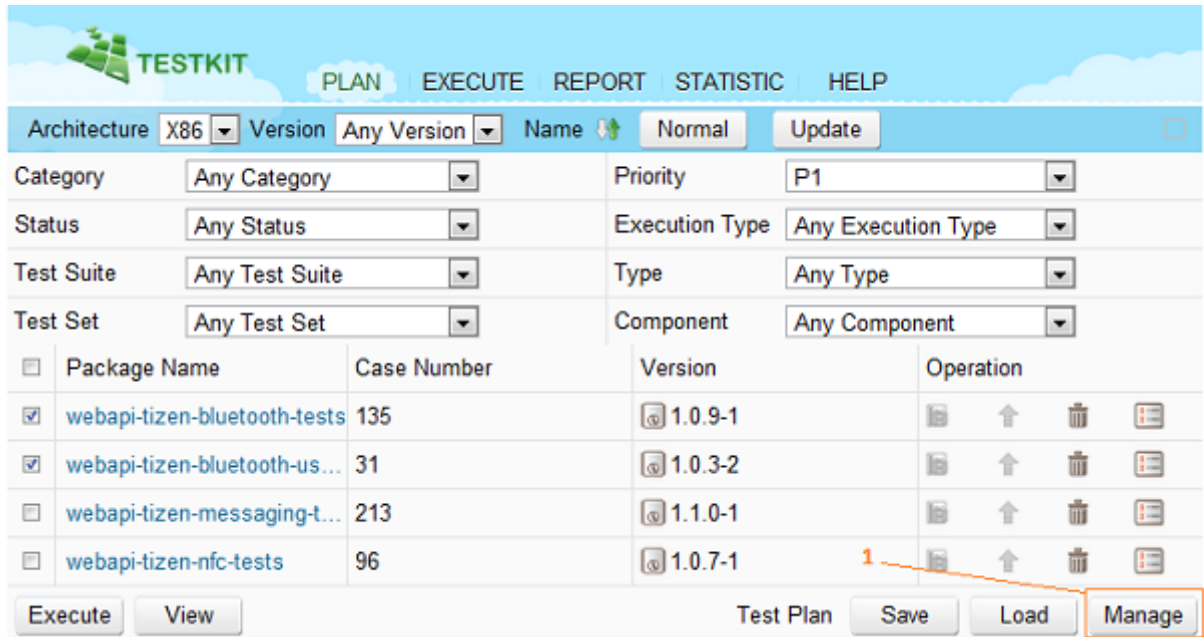 TESTKIT
PLAN EXECUTE REPORT STATISTIC HELP
Architecture X86 Version Any Version Name Normal Update
Category Any Category Priority P1
Status Any Status Execution Type Any Execution Type
Test Suite Any Test Suite Type Any Type
Test Set Any Test Set Component Any Component
Package Name Case Number Version Operation
webapi-tizen-bluetooth-tests 135 1.0.9-1
webapi-tizen-bluetooth-us... 31 1.0.3-2
webapi-tizen-messaging-t... 213 1.1.0-1
webapi-tizen-nfc-tests 96 1.0.7-1 1
Execute View Test Plan Save Load Manage